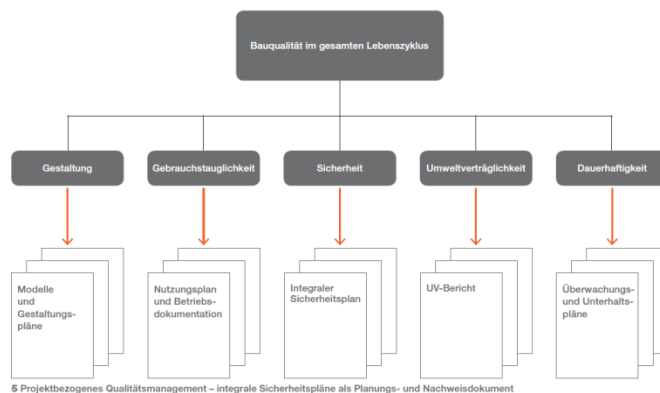 Bauqualität im gesamten Lebenszyklus
Gestaltung
Gebrauchstauglichkeit
Sicherheit
Umweltverträglichkeit
Dauerhaftigkeit
Modelle
und
Gestaltungs-
pläne
Nutzungsplan
und Betriebs-
dokumentation
Integraler
Sicherheitsplan
UV-Bericht
Überwachungs-
und Unterhalts-
pläne
5 Projektbezogenes Qualitätsmanagement – integrale Sicherheitspläne als Planungs- und Nachweisdokument